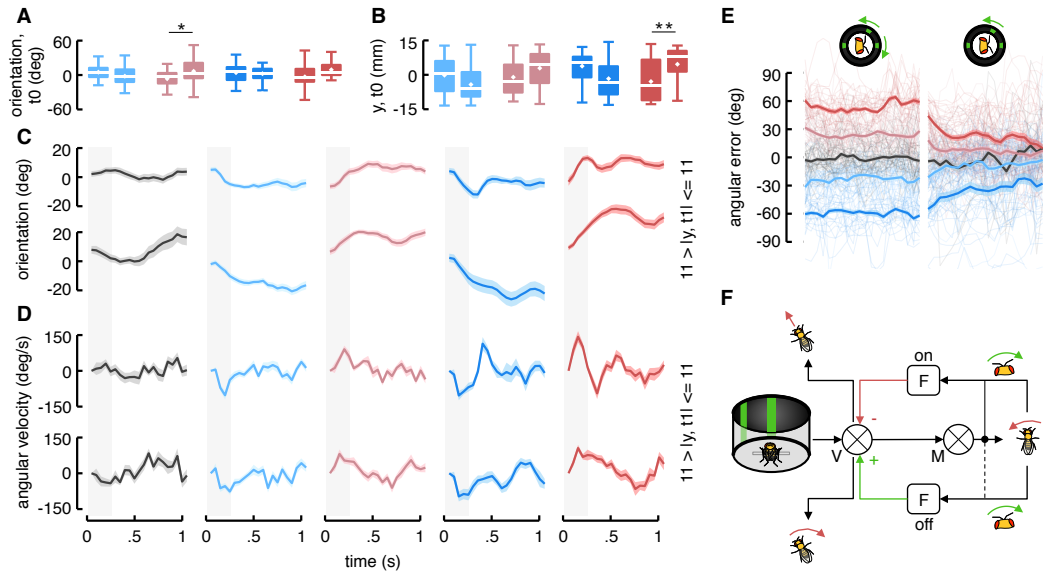 A
orientation,
t0 (deg)
60
0
-60
*
B
y, t0 (mm)
15
0
-15
**
C
orientation (deg)
20
0
-20
20
0
-20
11 > |y, t1| <= 11
D
angular velocity (deg/s)
150
0
-150
150
0
-150
11 > |y, t1| <= 11
0 .5 1
0 .5 1
0 .5 1
0 .5 1
0 .5 1
time (s)
E
angular error (deg)
90
60
30
0
-30
-60
-90
F
on
F
-
V
M
+
F
off